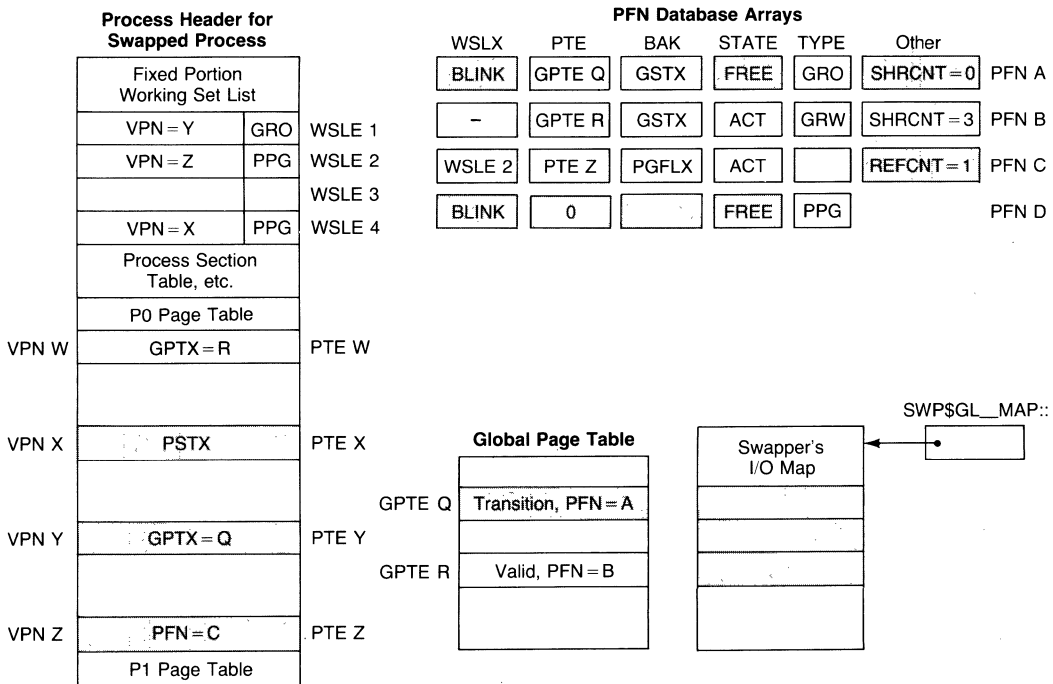 Process Header for
Swapped Process
PFN Database Arrays
WSLX PTE BAK STATE TYPE Other
BLINK GPTE Q GSTX FREE GRO SHRCNT=0 PFN A
– GPTE R GSTX ACT GRW SHRCNT=3 PFN B
WSLE 2 PTE Z PGFLX ACT REFCNT=1 PFN C
BLINK 0 FREE PPG PFN D
Fixed Portion
Working Set List
VPN=Y GRO WSLE 1
VPN=Z PPG WSLE 2
WSLE 3
VPN=X PPG WSLE 4
Process Section
Table, etc.
P0 Page Table
VPN W GPTX=R PTE W
VPN X PSTX PTE X
VPN Y GPTX=Q PTE Y
VPN Z PFN=C PTE Z
P1 Page Table
Global Page Table
GPTE Q Transition, PFN=A
GPTE R Valid, PFN=B
Swapper's
I/O Map
SWP$GL__MAP::